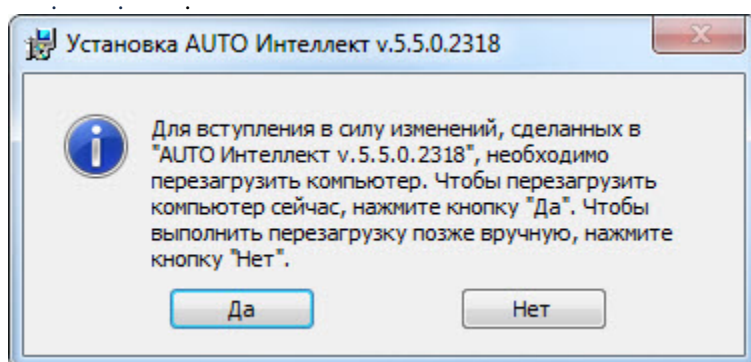 Установка AUTO Интеллект v.5.5.0.2318
Для вступления в силу изменений, сделанных в
"AUTO Интеллект v.5.5.0.2318", необходимо
перезагрузить компьютер. Чтобы перезагрузить
компьютер сейчас, нажмите кнопку "Да". Чтобы
выполнить перезагрузку позже вручную, нажмите
кнопку "Нет".
Да
Нет